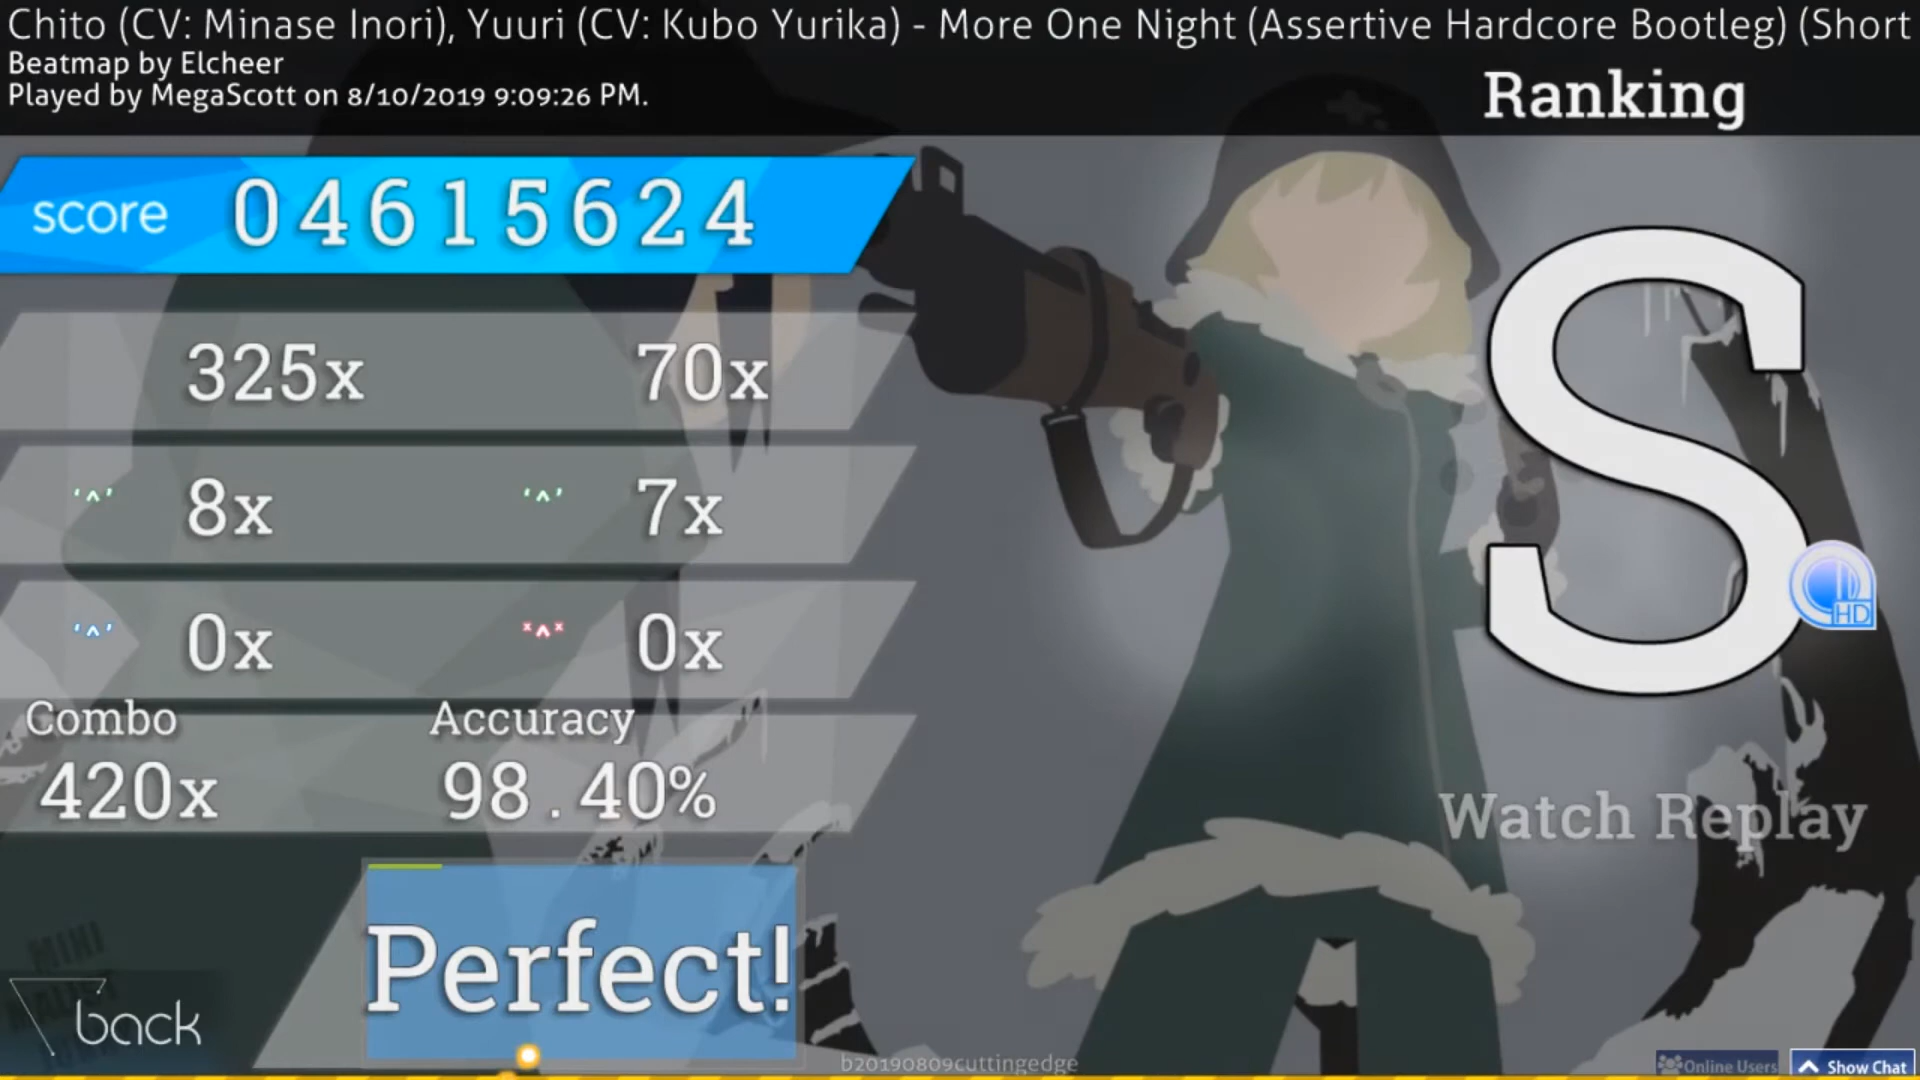 Chito (CV: Minase Inori), Yuuri (CV: Kubo Yurika) - More One Night (Assertive Hardcore Bootleg) (Short
Beatmap by Elcheer
Played by MegaScott on 8/10/2019 9:09:26 PM.
Ranking
score 04615624
325x 70x
'^' 8x '^' 7x
'^' 0x x^x 0x
Combo Accuracy
420x 98.40%
S
HD
Watch Replay
Perfect!
back
b20190809cuttingedge
Online Users
Show Chat